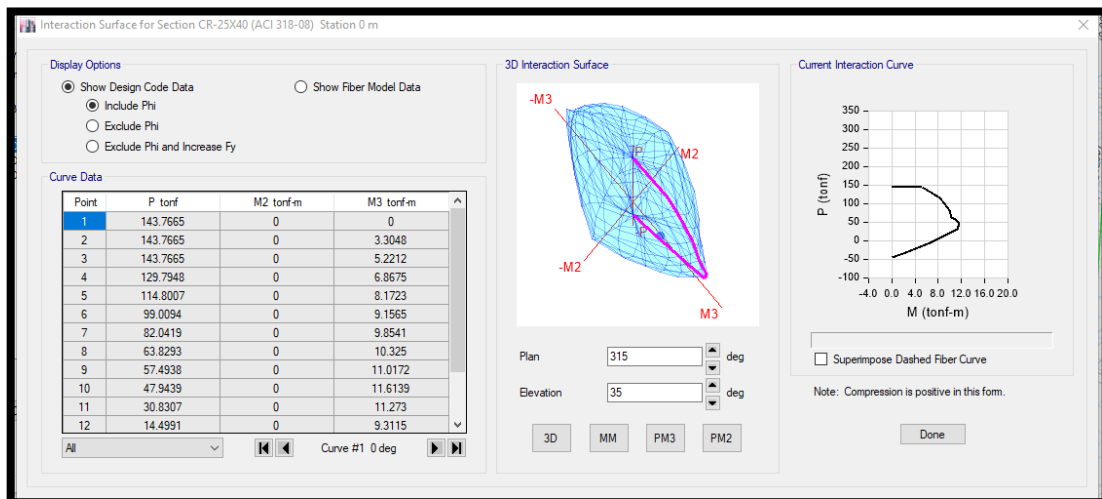 Interaction Surface for Section CR-25X40 (ACI 318-08) Station 0 m
Display Options
Show Design Code Data
Show Fiber Model Data
Include Phi
Exclude Phi
Exclude Phi and Increase Fy
Curve Data
Point P tonf M2 tonf-m M3 tonf-m
1 143.7665 0 0
2 143.7665 0 3.3048
3 143.7665 0 5.2212
4 129.7948 0 6.8675
5 114.8007 0 8.1723
6 99.0094 0 9.1565
7 82.0419 0 9.8541
8 63.8293 0 10.325
9 57.4938 0 11.0172
10 47.9439 0 11.6139
11 30.8307 0 11.273
12 14.4991 0 9.3115
All
Curve #1 0 deg
3D Interaction Surface
-M3
P
M2
-P
-M2
M3
Plan 315 deg
Elevation 35 deg
3D MM PM3 PM2
Current Interaction Curve
350
300
250
200
150
100
50
0
-50
-100
P (tonf)
-4.0 0.0 4.0 8.0 12.0 16.0 20.0
M (tonf-m)
Superimpose Dashed Fiber Curve
Note: Compression is positive in this form.
Done